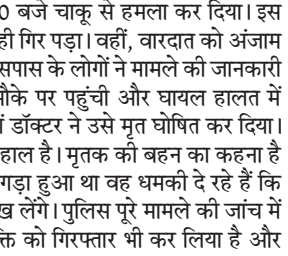 0 बजे चाकू से हमला कर दिया। इस
ही गिर पड़ा। वहीं, वारदात को अंजाम
सपास के लोगों ने मामले की जानकारी
मौके पर पहुंची और घायल हालत में
डॉक्टर ने उसे मृत घोषित कर दिया।
हाल है। मृतक की बहन का कहना है
गड़ा हुआ था वह धमकी दे रहे हैं कि
ख लेंगे। पुलिस पूरे मामले की जांच में
क्ति को गिरफ्तार भी कर लिया है और